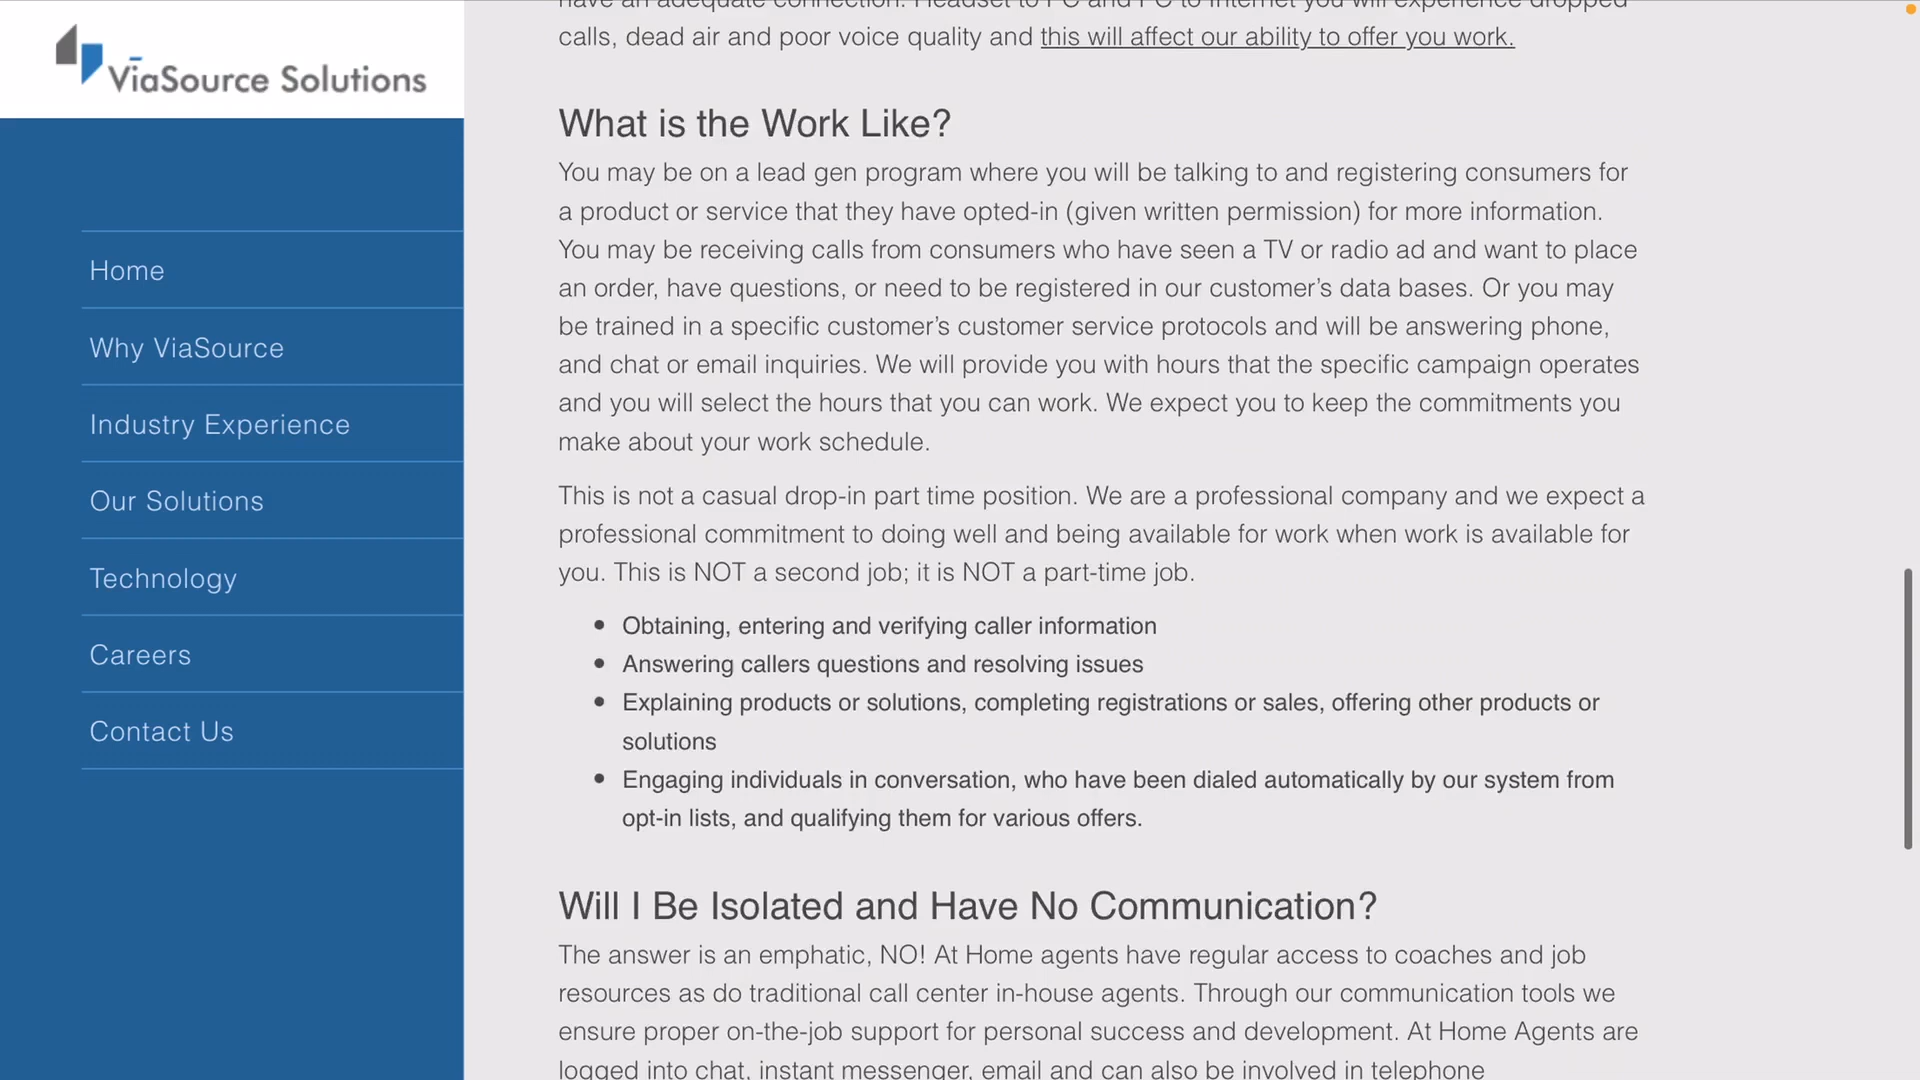 ViaSource Solutions
Home
Why ViaSource
Industry Experience
Our Solutions
Technology
Careers
Contact Us
have an adequate connection. Headset to PC and PC to Internet you will experience dropped
calls, dead air and poor voice quality and this will affect our ability to offer you work.
What is the Work Like?
You may be on a lead gen program where you will be talking to and registering consumers for
a product or service that they have opted-in (given written permission) for more information.
You may be receiving calls from consumers who have seen a TV or radio ad and want to place
an order, have questions, or need to be registered in our customer’s data bases. Or you may
be trained in a specific customer’s customer service protocols and will be answering phone,
and chat or email inquiries. We will provide you with hours that the specific campaign operates
and you will select the hours that you can work. We expect you to keep the commitments you
make about your work schedule.
This is not a casual drop-in part time position. We are a professional company and we expect a
professional commitment to doing well and being available for work when work is available for
you. This is NOT a second job; it is NOT a part-time job.
• Obtaining, entering and verifying caller information
• Answering callers questions and resolving issues
• Explaining products or solutions, completing registrations or sales, offering other products or
solutions
• Engaging individuals in conversation, who have been dialed automatically by our system from
opt-in lists, and qualifying them for various offers.
Will I Be Isolated and Have No Communication?
The answer is an emphatic, NO! At Home agents have regular access to coaches and job
resources as do traditional call center in-house agents. Through our communication tools we
ensure proper on-the-job support for personal success and development. At Home Agents are
logged into chat, instant messenger, email and can also be involved in telephone